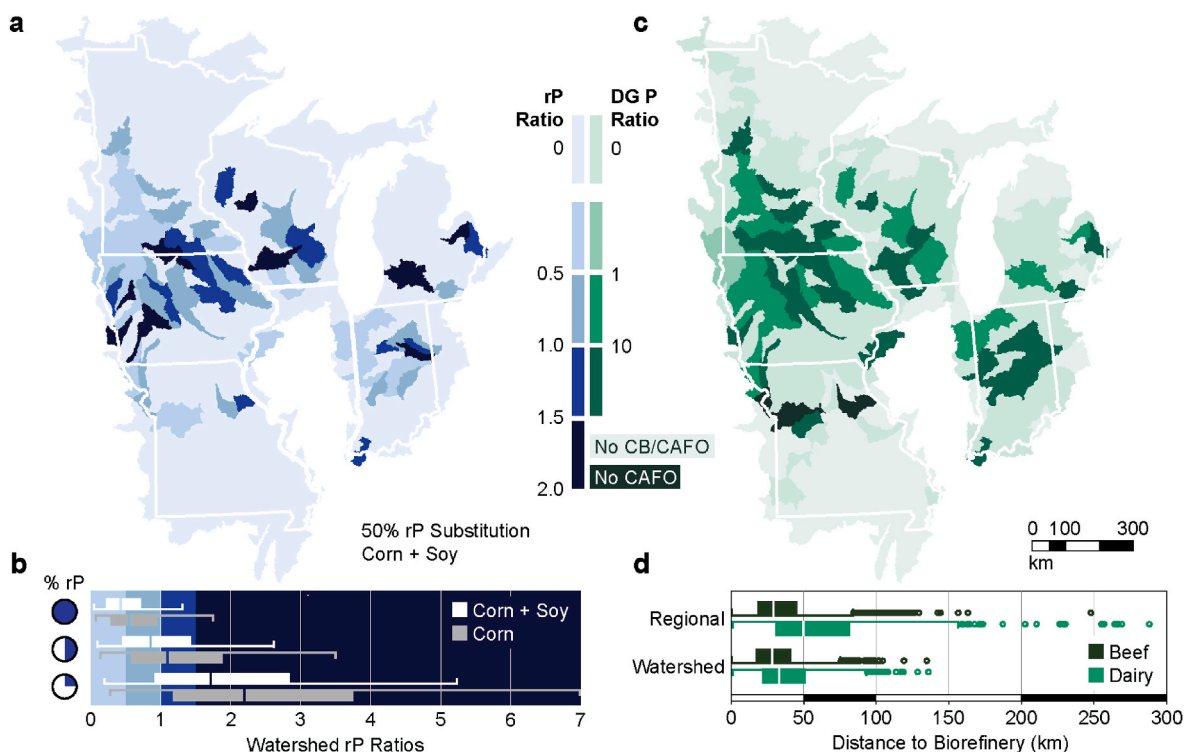 a
c
rP
Ratio
DG P
Ratio
0
0
0.5
1
1.0
10
1.5
2.0
No CB/CAFO
No CAFO
50% rP Substitution
Corn + Soy
0 100 300
km
b
% rP
Corn + Soy
Corn
0 1 2 3 4 5 6 7
Watershed rP Ratios
d
Regional
Watershed
Beef
Dairy
0 50 100 150 200 250 300
Distance to Biorefinery (km)